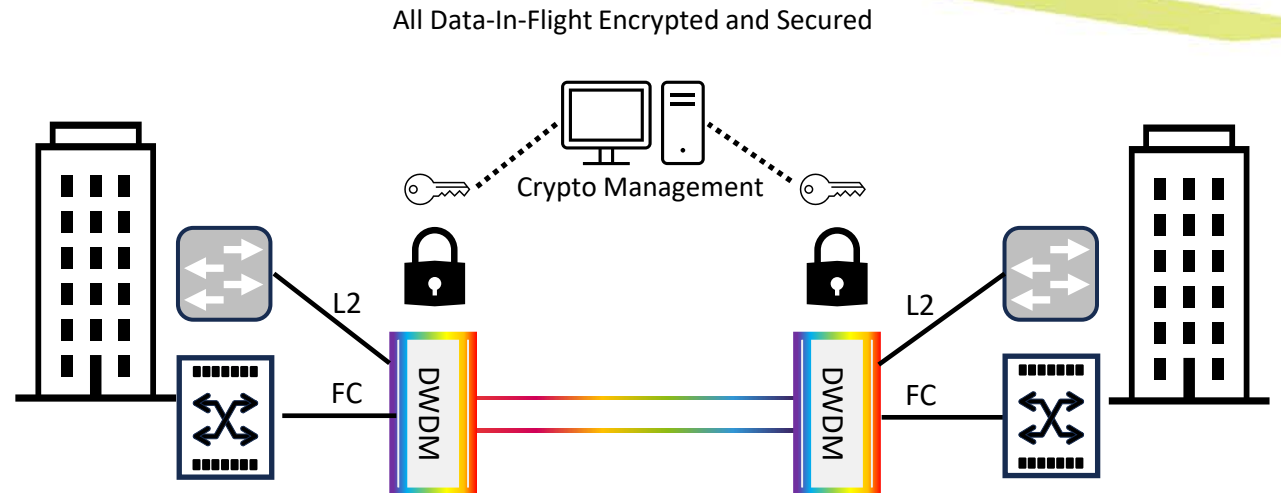 All Data-In-Flight Encrypted and Secured
Crypto Management
L2
L2
FC
FC
DWDM
DWDM